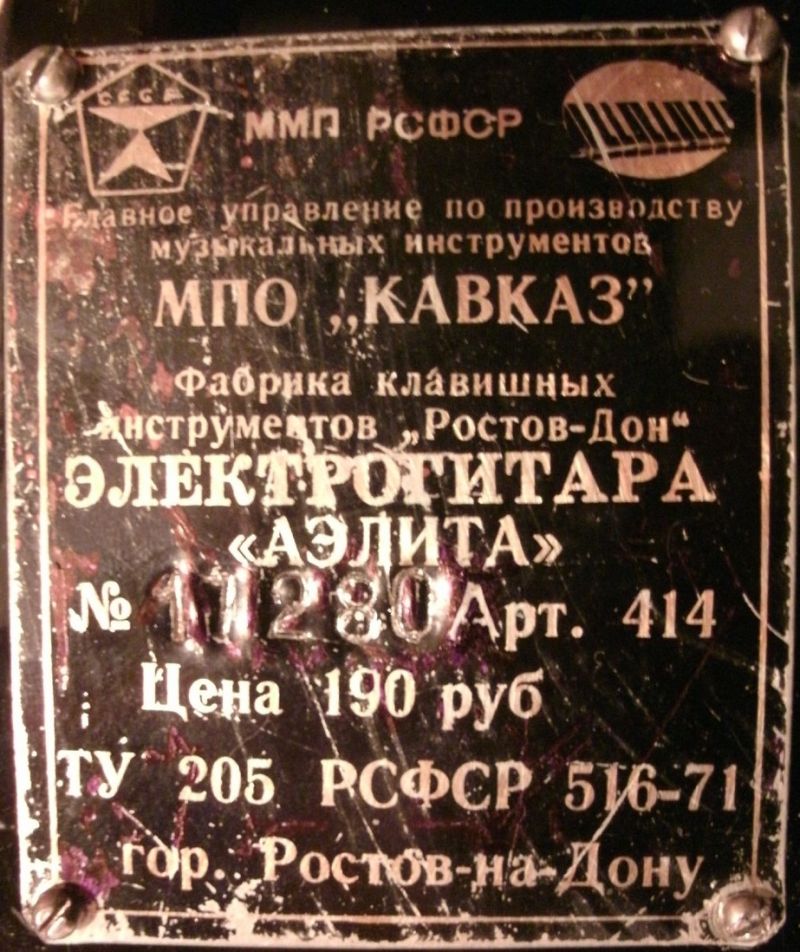 СССР
ММП РСФСР
Главное управление по производству
музыкальных инструментов
МПО „КАВКАЗ”
Фабрика клавишных
инструментов „Ростов-Дон“
ЭЛЕКТРОГИТАРА
«АЭЛИТА»
№ 11280 Арт. 414
Цена 190 руб
ТУ 205 РСФСР 516-71
гор. Ростов-на-Дону